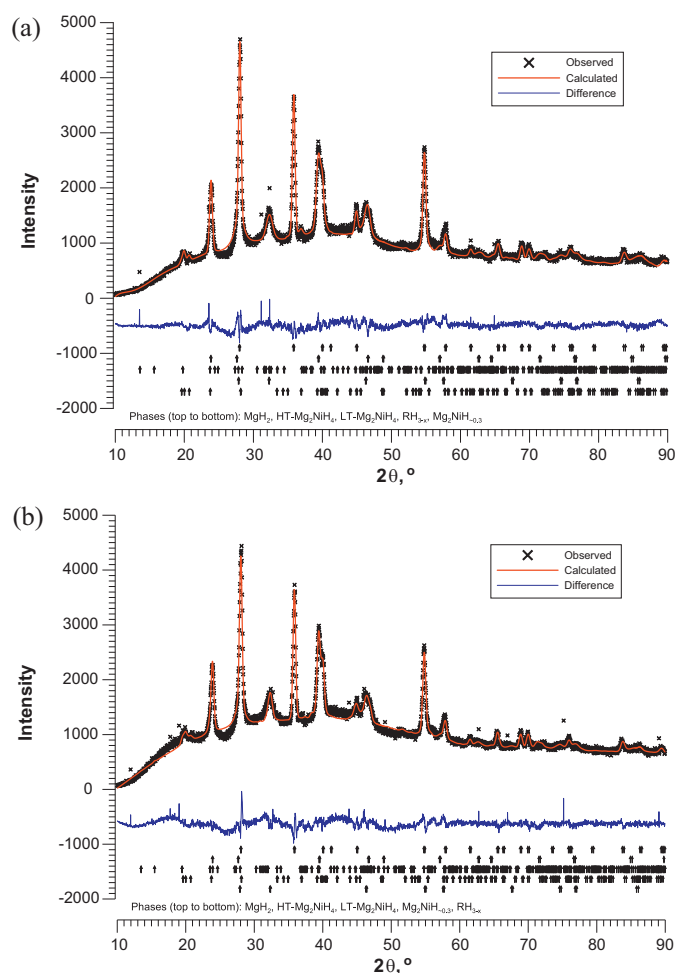 (a)
5000
4000
3000
2000
1000
0
-1000
-2000
Intensity
Observed
Calculated
Difference
Phases (top to bottom): MgH₂, HT-Mg₂NiH₄, LT-Mg₂NiH₄, RH₃₋ₓ, Mg₂NiH₋₀.₃
10 20 30 40 50 60 70 80 90
2θ, º
(b)
5000
4000
3000
2000
1000
0
-1000
-2000
Intensity
Observed
Calculated
Difference
Phases (top to bottom): MgH₂, HT-Mg₂NiH₄, LT-Mg₂NiH₄, Mg₂NiH₋₀.₃, RH₃₋ₓ
10 20 30 40 50 60 70 80 90
2θ, º